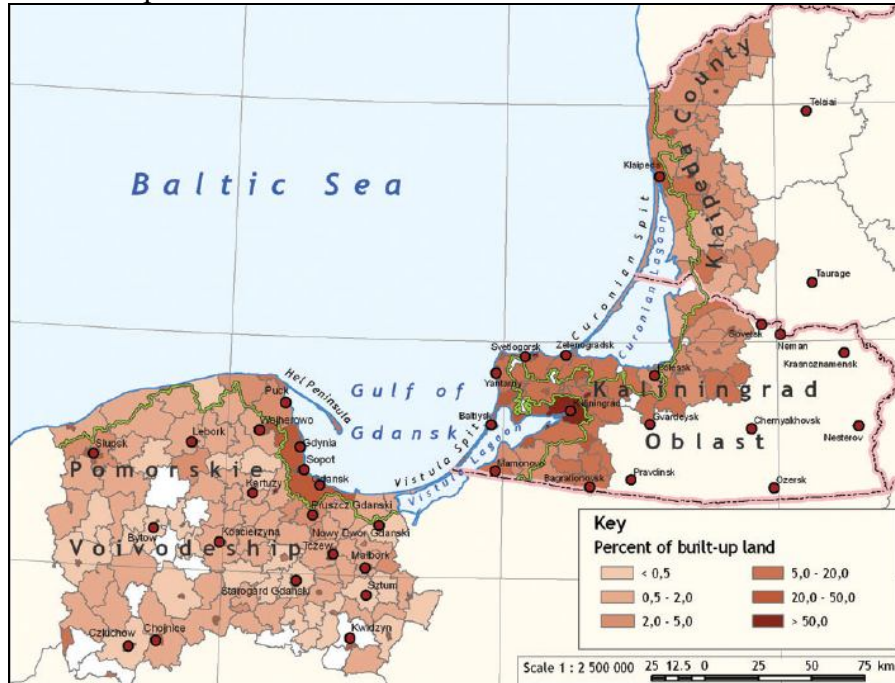 Baltic Sea
Klaipeda County
Telsiai
Klaipeda
Curonian Spit
Curonian Lagoon
Taurage
Sovetsk
Neman
Krasnoznamensk
Svetlogorsk
Zelenogradsk
Polessk
Yantarny
Kaliningrad
Kaliningrad
Oblast
Baltiysk
Gvardeysk
Chernyakhovsk
Nesterov
Hel Peninsula
Gulf of
Gdansk
Vistula Spit
Vistula Lagoon
Mamonovo
Bagrationovsk
Pravdinsk
Ozersk
Puck
Wejherowo
Lebork
Slupsk
Gdynia
Sopot
Gdansk
Pomorskie
Kartuzy
Pruszcz Gdanski
Nowy Dwor Gdanski
Bytow
Koscierzyna
Voivodeship
Tczew
Malbork
Starogard Gdanski
Sztum
Kwidzyn
Czluchow
Chojnice
Key
Percent of built-up land
< 0,5
0,5 - 2,0
2,0 - 5,0
5,0 - 20,0
20,0 - 50,0
> 50,0
Scale 1 : 2 500 000
25 12.5 0 25 50 75 km